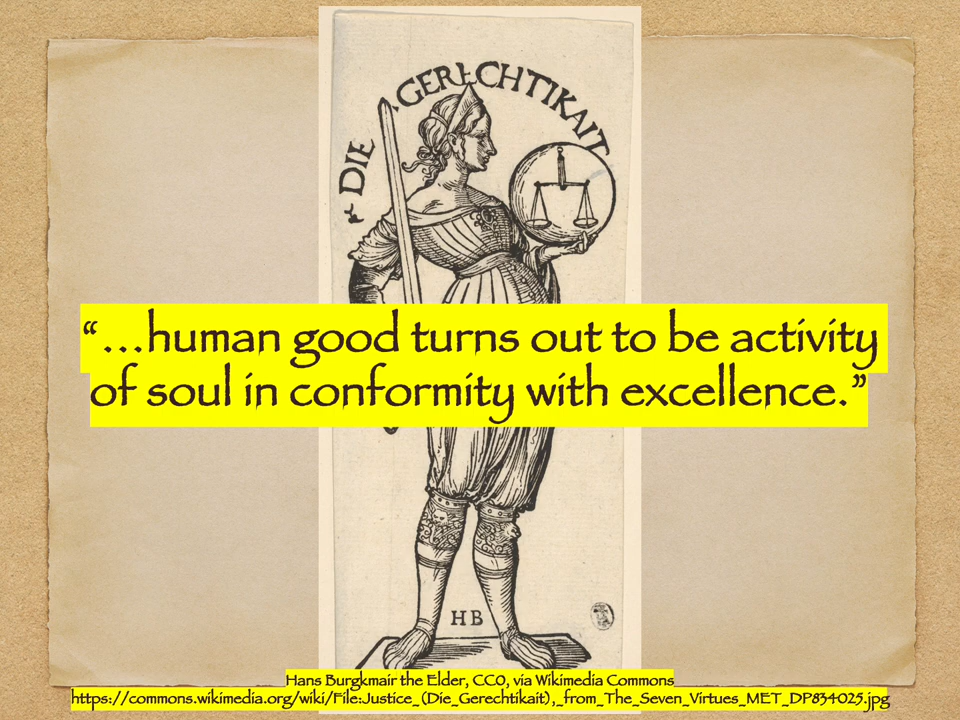 DIE GERECHTIKAIT
“...human good turns out to be activity
of soul in conformity with excellence.”
HB
Hans Burgkmair the Elder, CC0, via Wikimedia Commons
https://commons.wikimedia.org/wiki/File:Justice_(Die_Gerechtikait),_from_The_Seven_Virtues_MET_DP834025.jpg